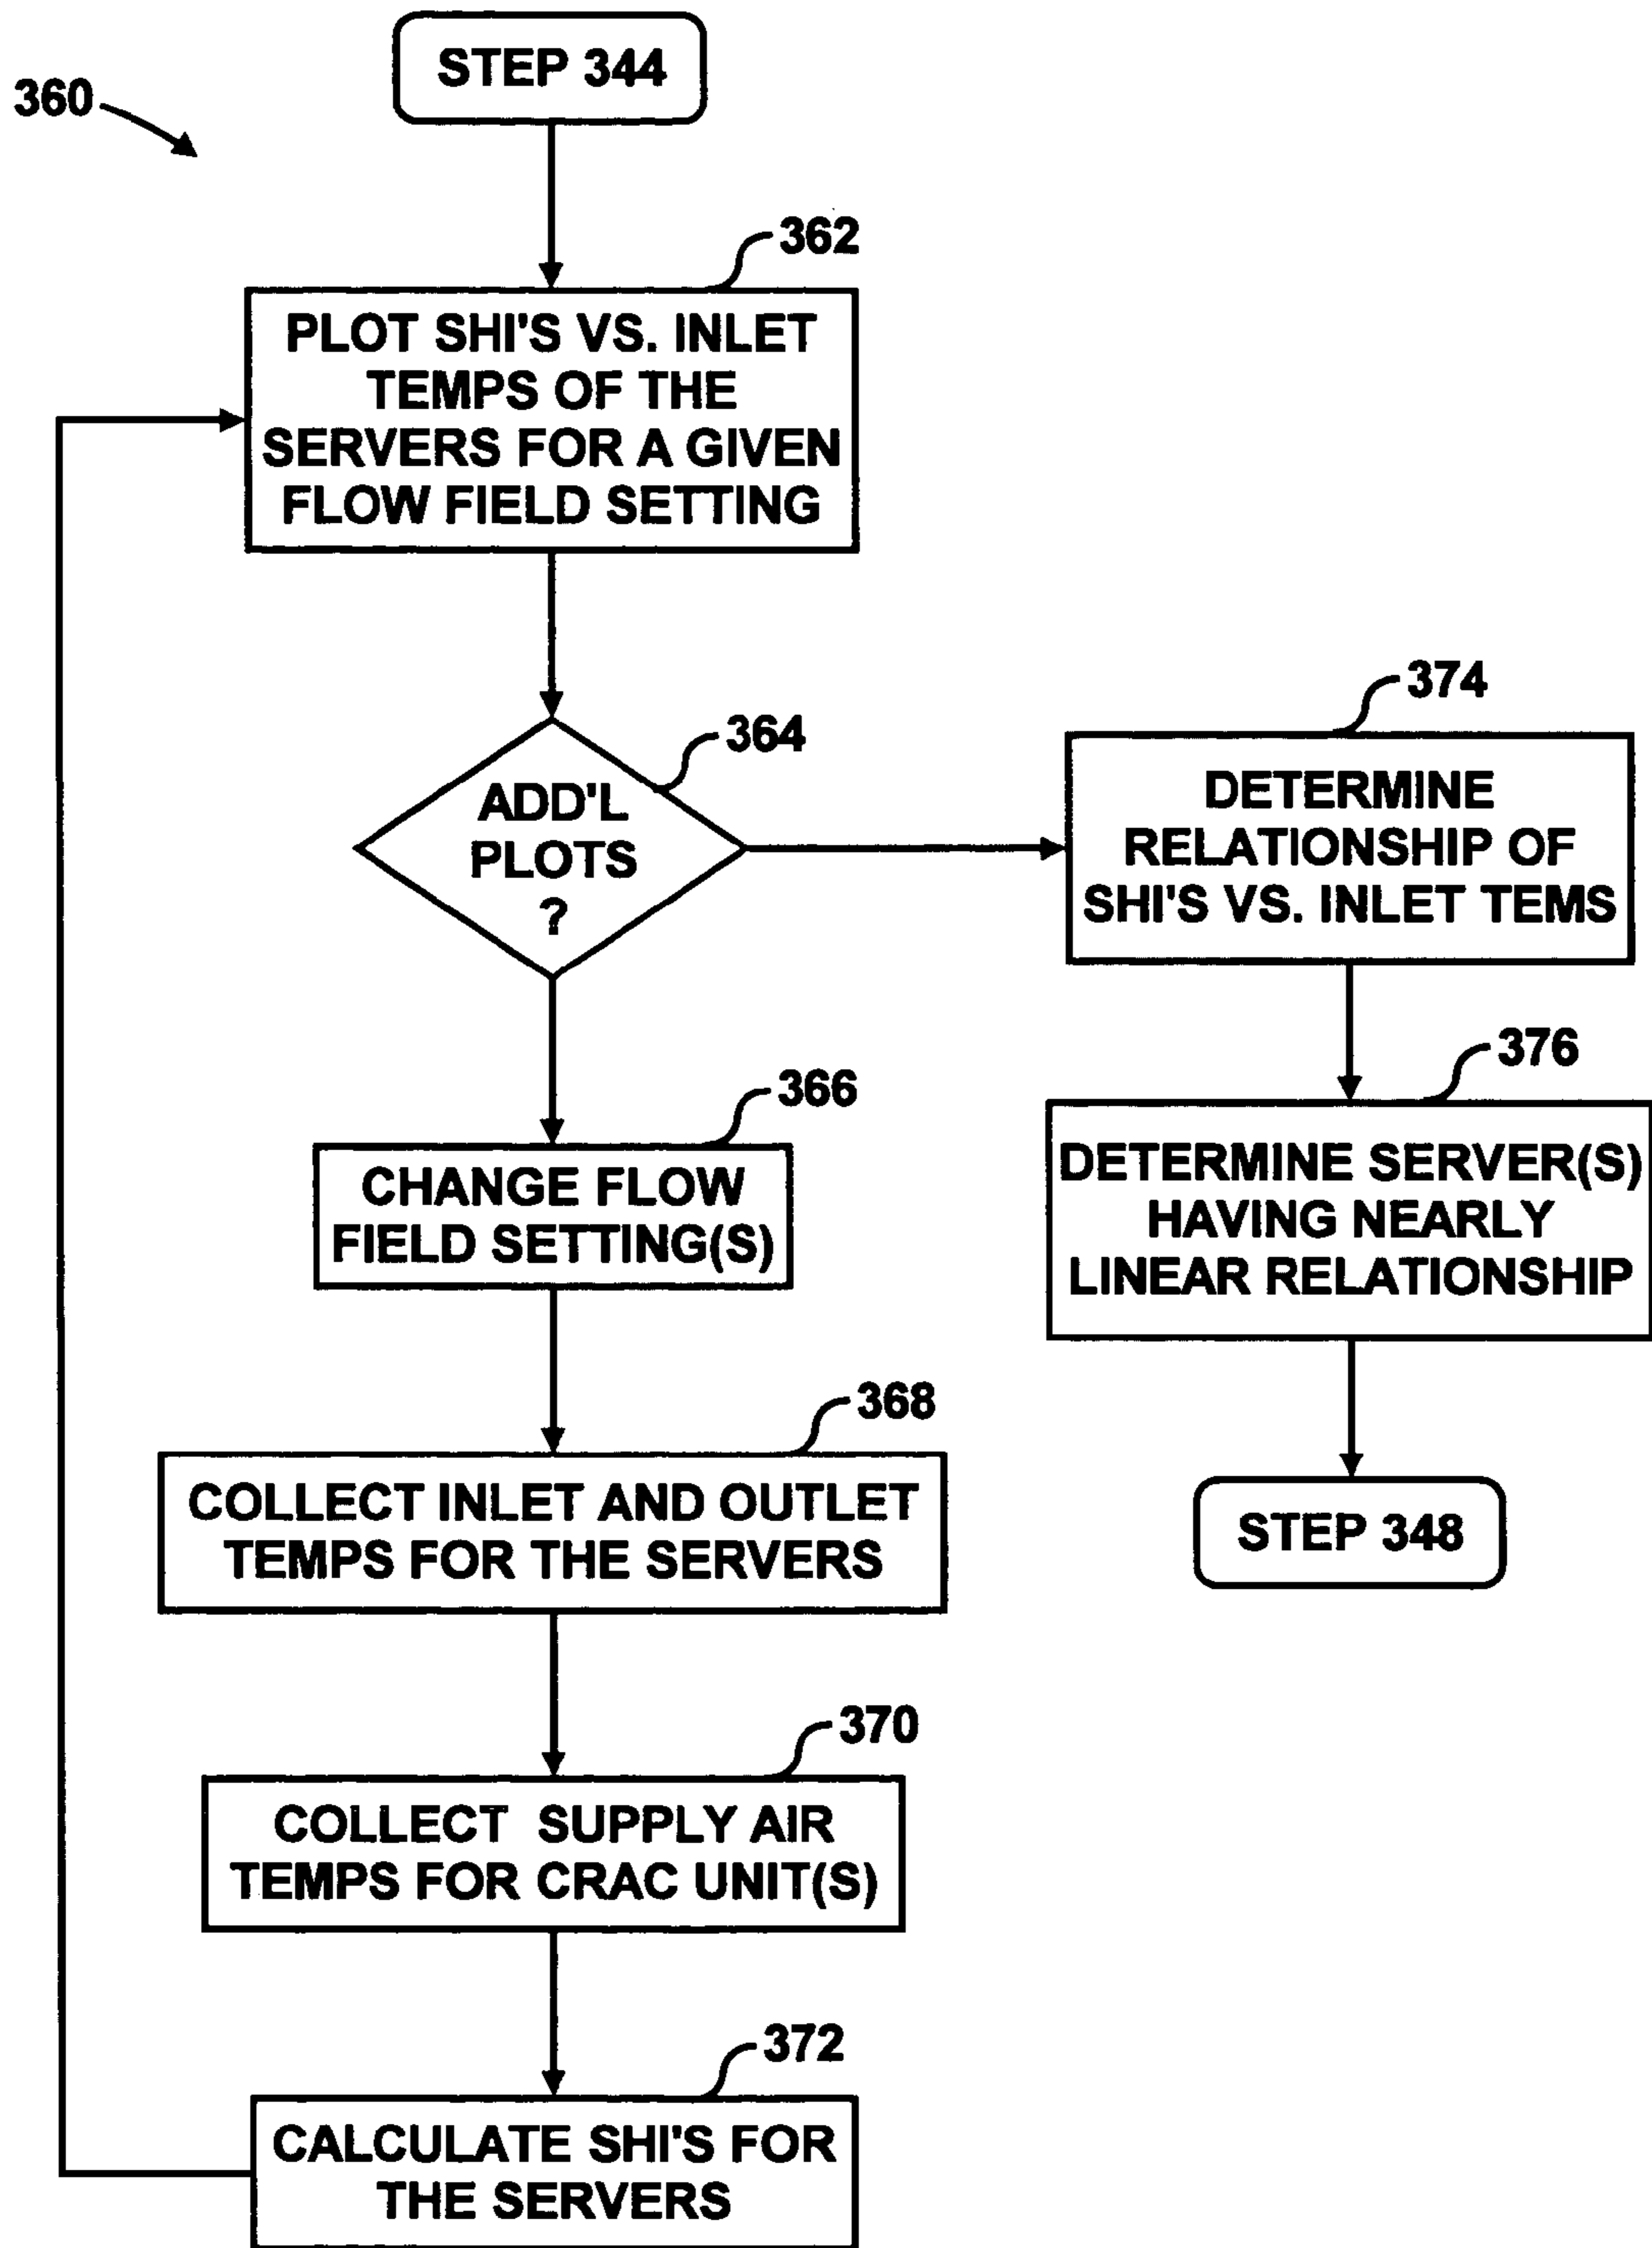 STEP 344
360
362
PLOT SHI'S VS. INLET
TEMPS OF THE
SERVERS FOR A GIVEN
FLOW FIELD SETTING
364
ADD'L
PLOTS
?
374
DETERMINE
RELATIONSHIP OF
SHI'S VS. INLET TEMS
366
CHANGE FLOW
FIELD SETTING(S)
376
DETERMINE SERVER(S)
HAVING NEARLY
LINEAR RELATIONSHIP
368
COLLECT INLET AND OUTLET
TEMPS FOR THE SERVERS
STEP 348
370
COLLECT SUPPLY AIR
TEMPS FOR CRAC UNIT(S)
372
CALCULATE SHI'S FOR
THE SERVERS